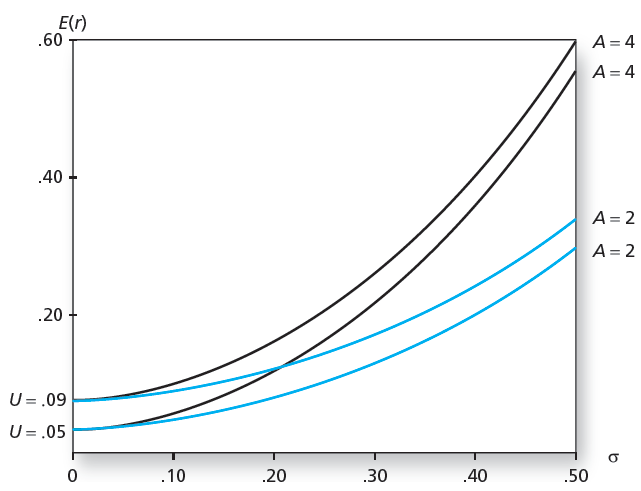 E(r)
.60
A = 4
A = 4
.40
A = 2
A = 2
.20
U = .09
U = .05
σ
0 .10 .20 .30 .40 .50